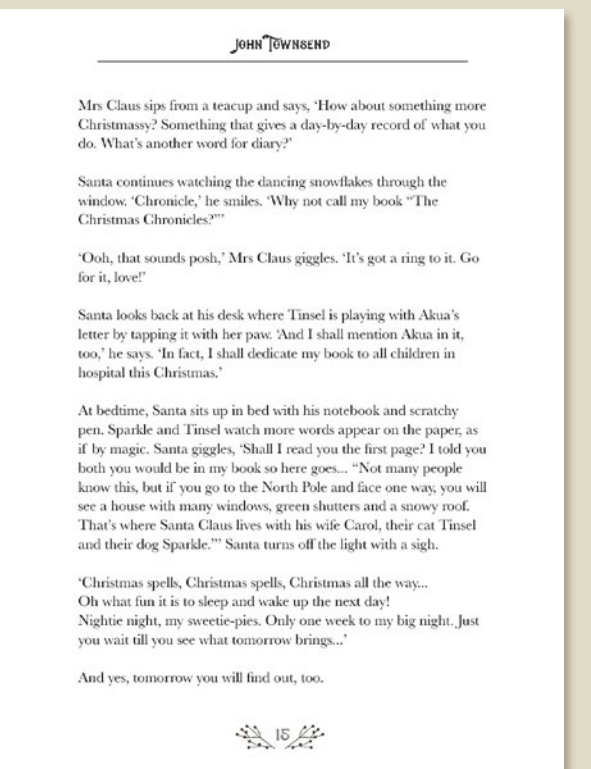 John Townsend
Mrs Claus sips from a teacup and says, ‘How about something more
Christmassy? Something that gives a day-by-day record of what you
do. What’s another word for diary?’
Santa continues watching the dancing snowflakes through the
window. ‘Chronicle,’ he smiles. ‘Why not call my book “The
Christmas Chronicles?”’
‘Ooh, that sounds posh,’ Mrs Claus giggles. ‘It’s got a ring to it. Go
for it, love!’
Santa looks back at his desk where Tinsel is playing with Akua’s
letter by tapping it with her paw. ‘And I shall mention Akua in it,
too,’ he says. ‘In fact, I shall dedicate my book to all children in
hospital this Christmas.’
At bedtime, Santa sits up in bed with his notebook and scratchy
pen. Sparkle and Tinsel watch more words appear on the paper, as
if by magic. Santa giggles, ‘Shall I read you the first page? I told you
both you would be in my book so here goes... “Not many people
know this, but if you go to the North Pole and face one way, you will
see a house with many windows, green shutters and a snowy roof.
That’s where Santa Claus lives with his wife Carol, their cat Tinsel
and their dog Sparkle.”’ Santa turns off the light with a sigh.
‘Christmas spells, Christmas spells, Christmas all the way...
Oh what fun it is to sleep and wake up the next day!
Nightie night, my sweetie-pies. Only one week to my big night. Just
you wait till you see what tomorrow brings...’
And yes, tomorrow you will find out, too.
15